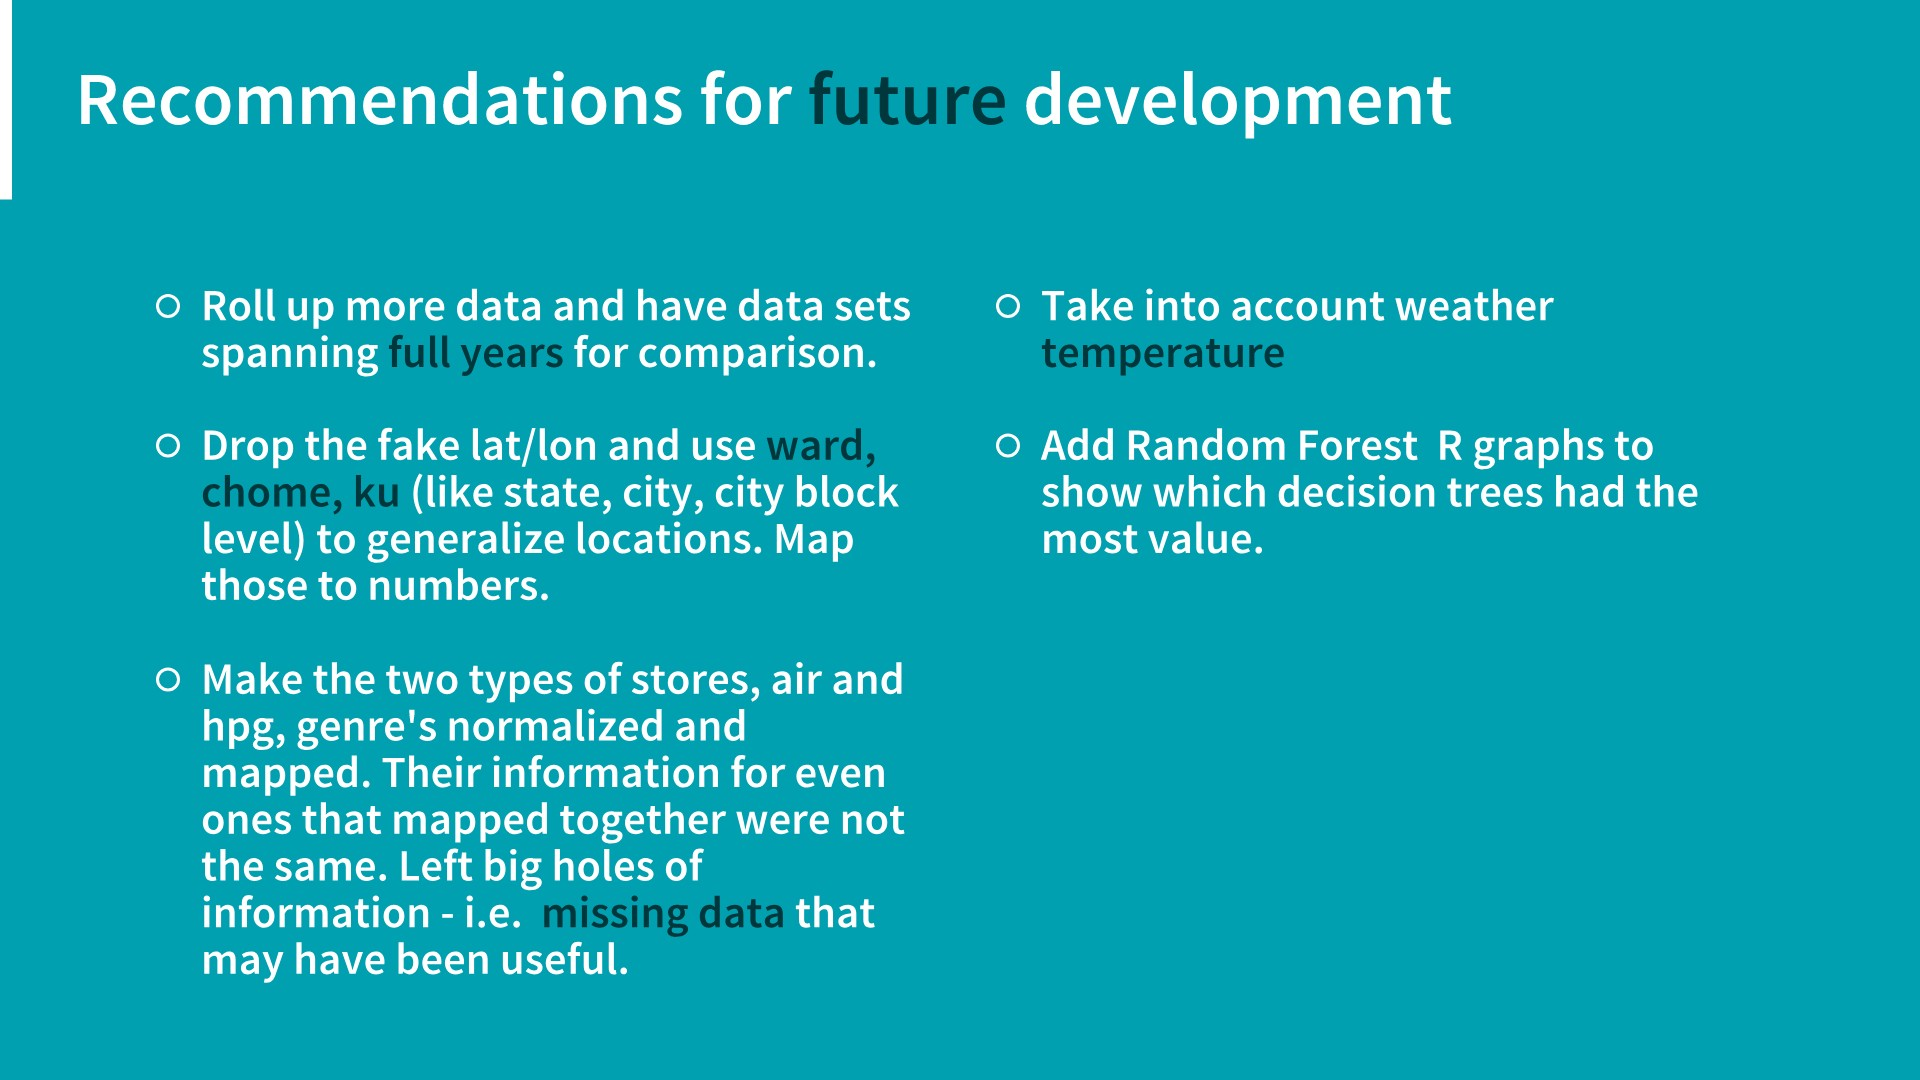 Recommendations for future development
Roll up more data and have data sets
spanning full years for comparison.
Drop the fake lat/lon and use ward,
chome, ku (like state, city, city block
level) to generalize locations. Map
those to numbers.
Make the two types of stores, air and
hpg, genre's normalized and
mapped. Their information for even
ones that mapped together were not
the same. Left big holes of
information - i.e.  missing data that
may have been useful.
Take into account weather
temperature
Add Random Forest  R graphs to
show which decision trees had the
most value.